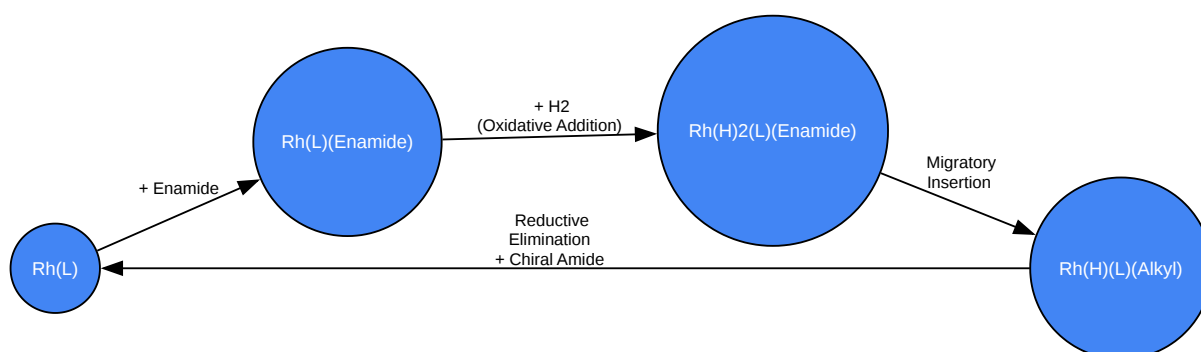 + H2
(Oxidative Addition)
Rh(L)(Enamide)
Rh(H)2(L)(Enamide)
Migratory
Insertion
+ Enamide
Reductive
Elimination
+ Chiral Amide
Rh(L)
Rh(H)(L)(Alkyl)